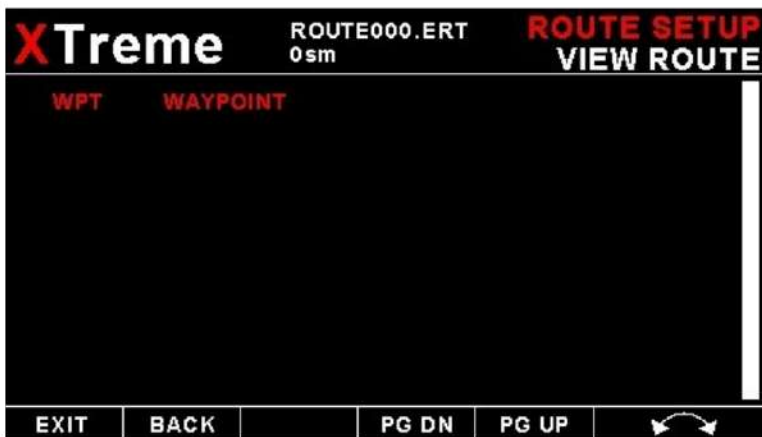 XTreme
ROUTE000.ERT
0sm
ROUTE SETUP
VIEW ROUTE
WPT WAYPOINT
EXIT BACK PG DN PG UP